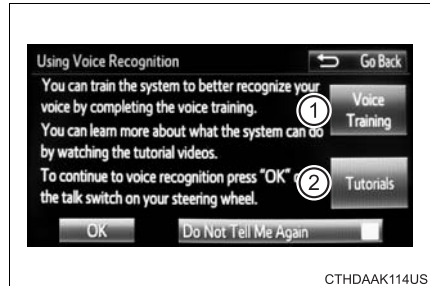 Using Voice Recognition
Go Back
You can train the system to better recognize your
voice by completing the voice training.
1
Voice
Training
You can learn more about what the system can do
by watching the tutorial videos.
To continue to voice recognition press "OK" o
2
Tutorials
the talk switch on your steering wheel.
OK
Do Not Tell Me Again
CTHDAAK114US